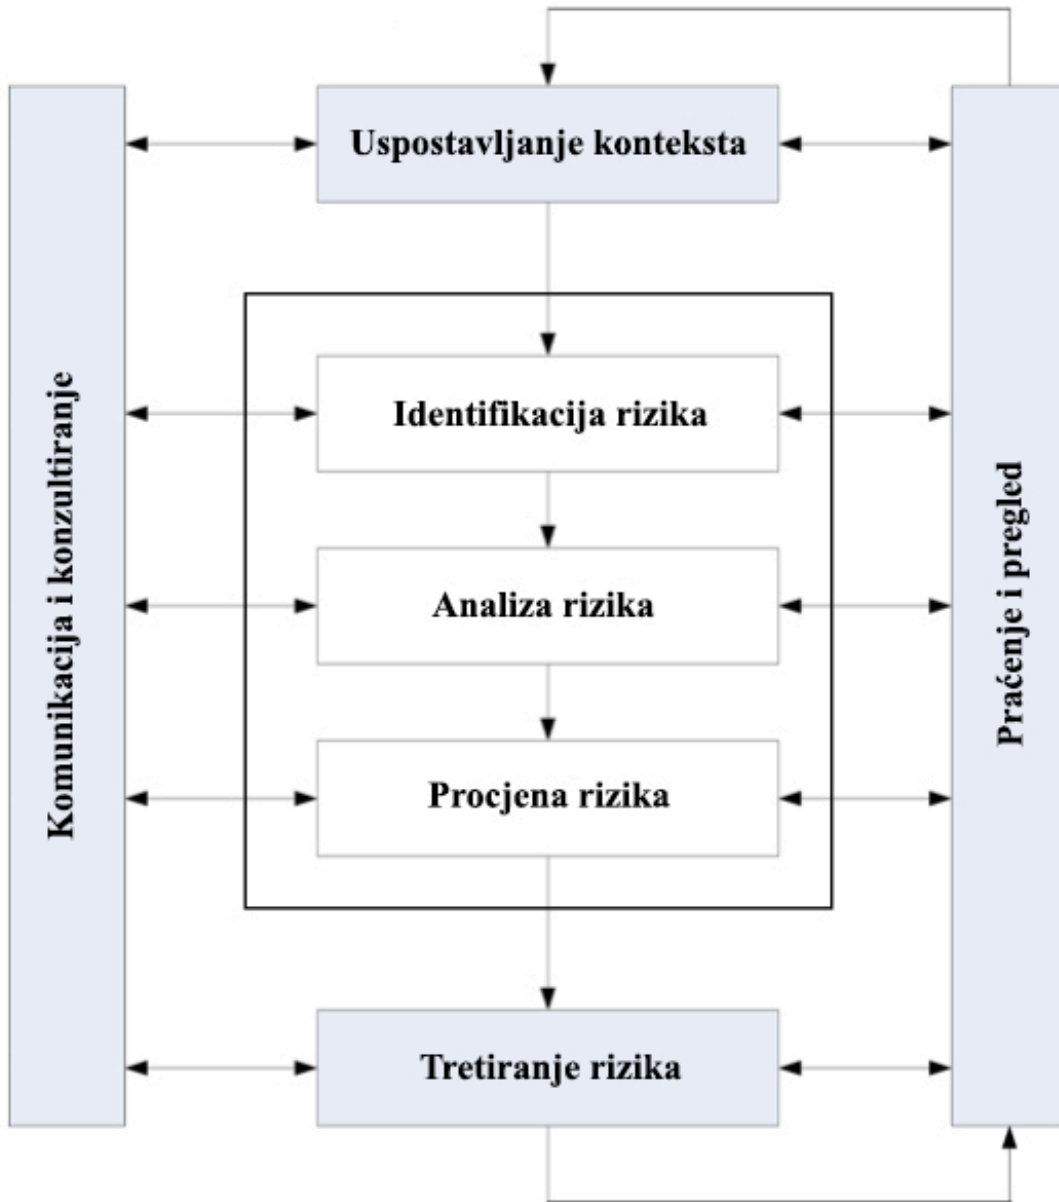 Uspostavljanje konteksta
Komunikacija i konzultiranje
Identifikacija rizika
Analiza rizika
Procjena rizika
Tretiranje rizika
Praćenje i pregled